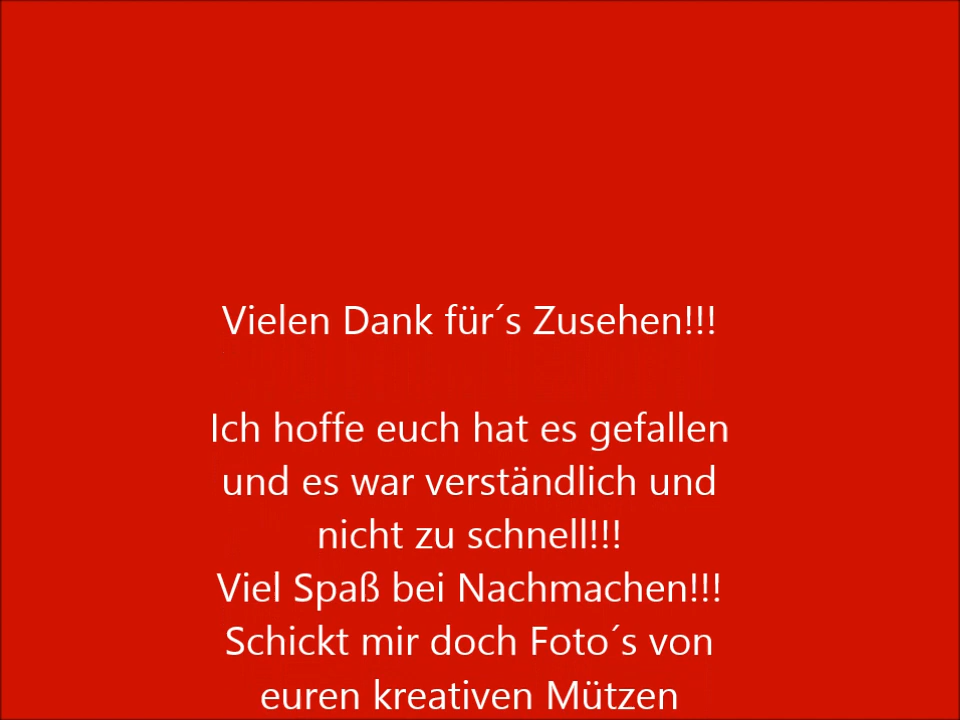 Vielen Dank für´s Zusehen!!!
Ich hoffe euch hat es gefallen
und es war verständlich und
nicht zu schnell!!!
Viel Spaß bei Nachmachen!!!
Schickt mir doch Foto´s von
euren kreativen Mützen